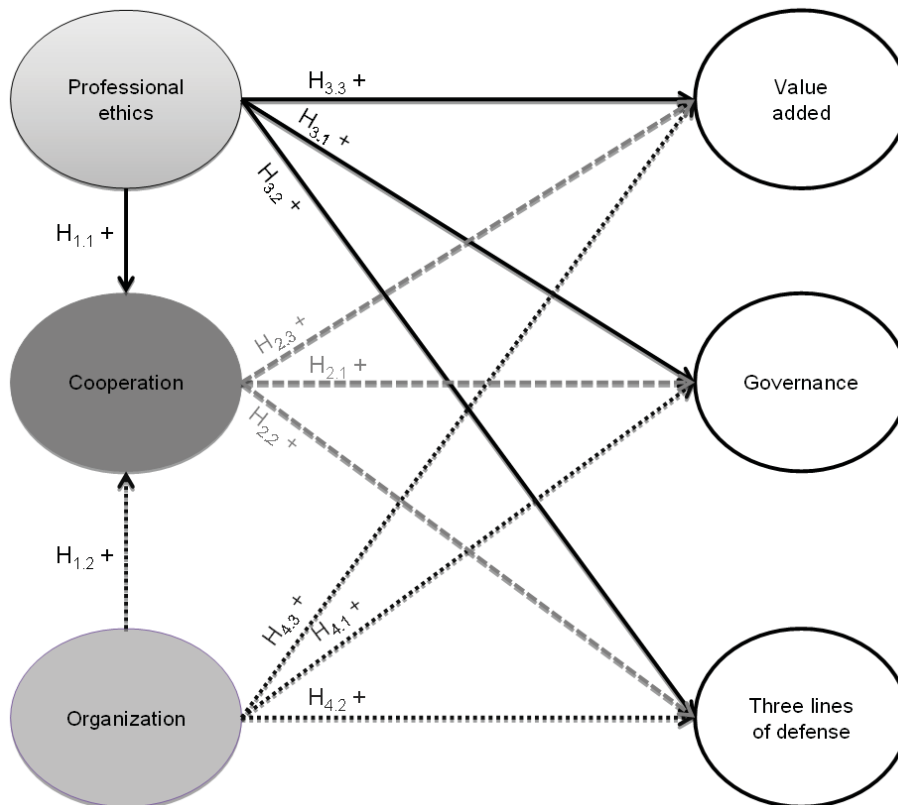 Professional
ethics
H3.3 +
Value
added
H3.1 +
H3.2 +
H1.1 +
H2.3 +
Cooperation
H2.1 +
Governance
H2.2 +
H1.2 +
H4.3 +
H4.1 +
Organization
H4.2 +
Three lines
of defense